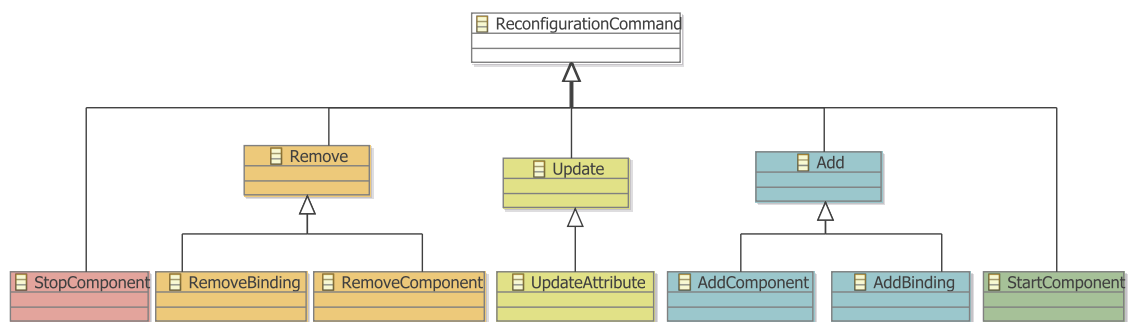 ReconfigurationCommand
Remove
Update
Add
StopComponent
RemoveBinding
RemoveComponent
UpdateAttribute
AddComponent
AddBinding
StartComponent